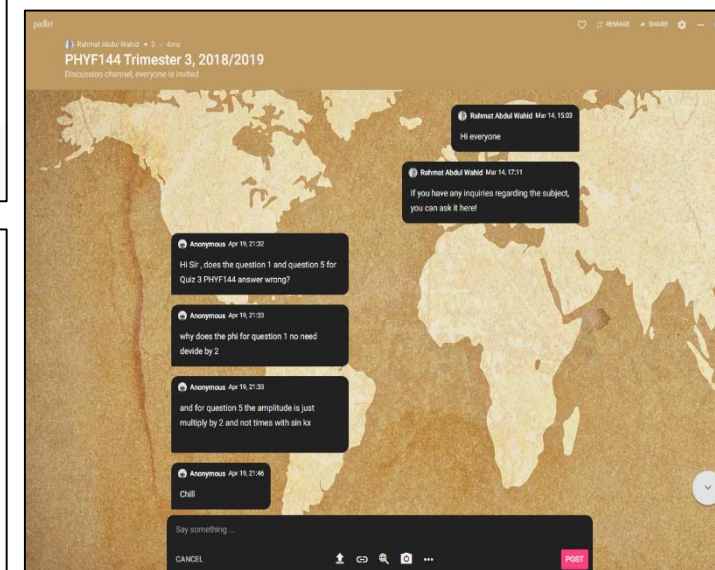 padlet
REMAKE
SHARE
Rahmat Abdul Wahid + 3 - 4mo
PHYF144 Trimester 3, 2018/2019
Discussion channel, everyone is invited
Rahmat Abdul Wahid Mar 14, 15:03
Hi everyone
Rahmat Abdul Wahid Mar 14, 17:11
If you have any inquiries regarding the subject,
you can ask it here!
Anonymous Apr 19, 21:32
Hi Sir , does the question 1 and question 5 for
Quiz 3 PHYF144 answer wrong?
Anonymous Apr 19, 21:33
why does the phi for question 1 no need
devide by 2
Anonymous Apr 19, 21:33
and for question 5 the amplitude is just
multiply by 2 and not times with sin kx
Anonymous Apr 19, 21:46
Chill
Say something ...
CANCEL
POST